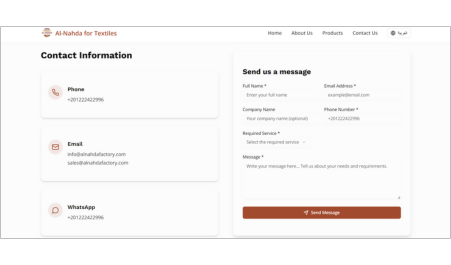 Al-Nahda for Textiles
Home About Us Products Contact Us عربية
Contact Information
Phone
+201222422996
Email
info@alnahdafactory.com
sales@alnahdafactory.com
WhatsApp
+201222422996
Send us a message
Full Name * Email Address *
Enter your full name example@email.com
Company Name Phone Number *
Your company name (optional) +201222422996
Required Service *
Select the required service
Message *
Write your message here... Tell us about your needs and requirements.
Send Message